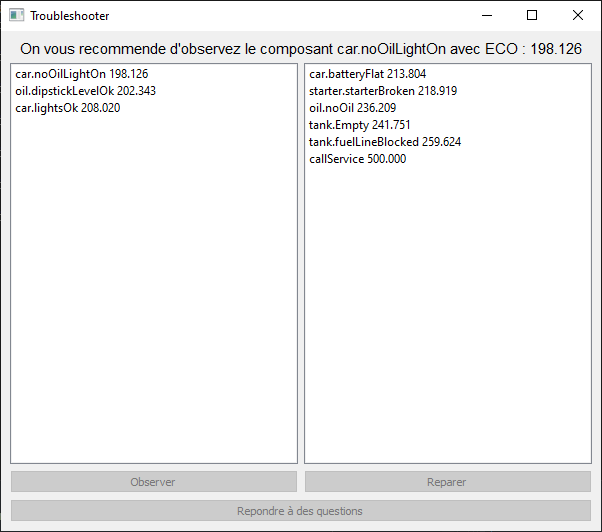 Troubleshooter
On vous recommende d'observez le composant car.noOilLightOn avec ECO : 198.126
car.noOilLightOn 198.126
oil.dipstickLevelOk 202.343
car.lightsOk 208.020
car.batteryFlat 213.804
starter.starterBroken 218.919
oil.noOil 236.209
tank.Empty 241.751
tank.fuelLineBlocked 259.624
callService 500.000
Observer
Reparer
Repondre à des questions